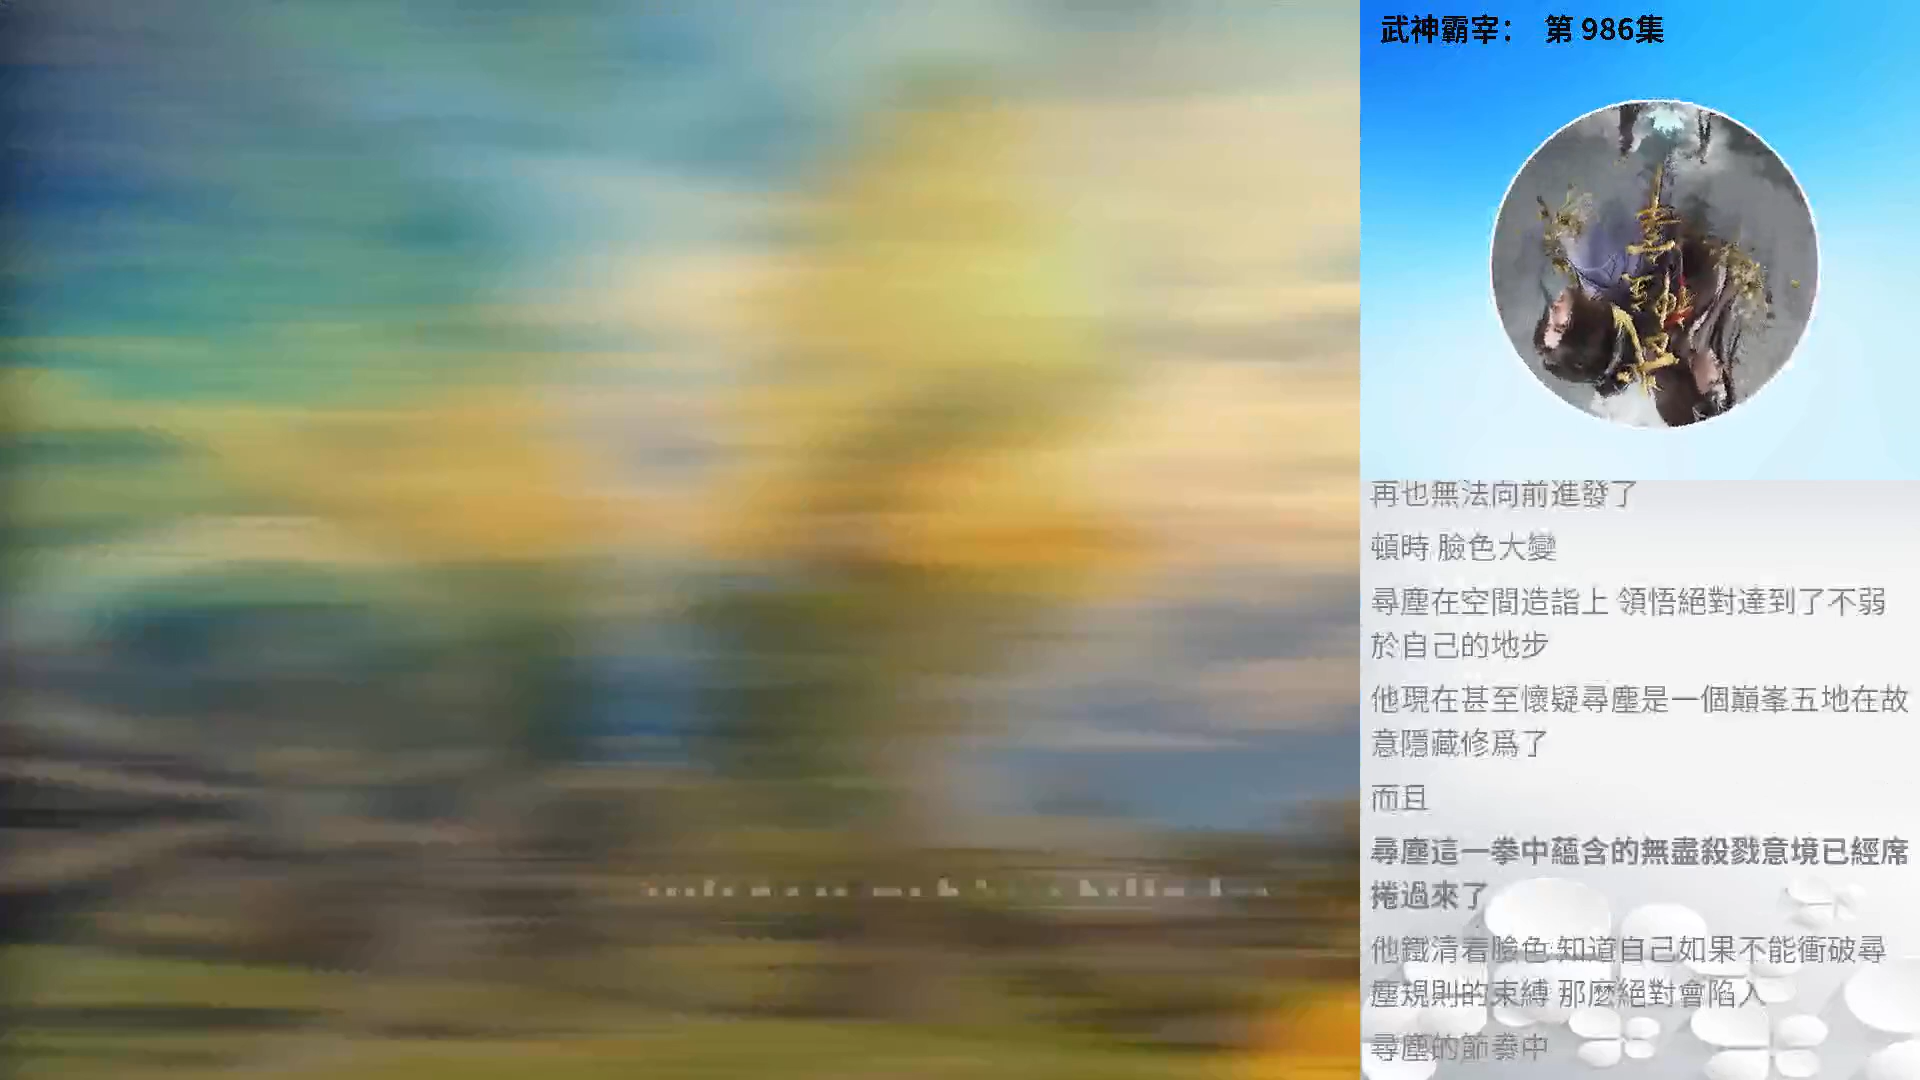 武神霸宰： 第 986集
再也無法向前進發了
頓時 臉色大變
尋塵在空間造詣上 領悟絕對達到了不弱
於自己的地步
他現在甚至懷疑尋塵是一個巔峯五地在故
意隱藏修爲了
而且
尋塵這一拳中蘊含的無盡殺戮意境已經席
捲過來了
他鐵清着臉色 知道自己如果不能衝破尋
塵規則的束縛 那麼絕對會陷入
尋塵的節奏中